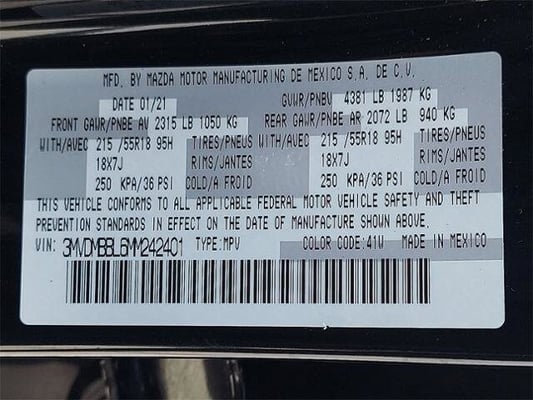 MFD. BY MAZDA MOTOR MANUFACTURING DE MEXICO S.A. DE C.V.
DATE 01/21 GVWR/PNBV 4381 LB 1987 KG
FRONT GAWR/PNBE AV 2315 LB 1050 KG REAR GAWR/PNBE AR 2072 LB 940 KG
WITH/AVEC 215 /55R18 95H TIRES/PNEUS WITH/AVEC 215 /55R18 95H TIRES/PNEUS
18X7J RIMS/JANTES 18X7J RIMS/JANTES
250 KPA/36 PSI COLD/A FROID 250 KPA/36 PSI COLD/A FROID
THIS VEHICLE CONFORMS TO ALL APPLICABLE FEDERAL MOTOR VEHICLE SAFETY AND THEFT
PREVENTION STANDARDS IN EFFECT ON THE DATE OF MANUFACTURE SHOWN ABOVE.
VIN: 3MVDMBBL6MM242401 TYPE:MPV COLOR CODE:41W MADE IN MEXICO